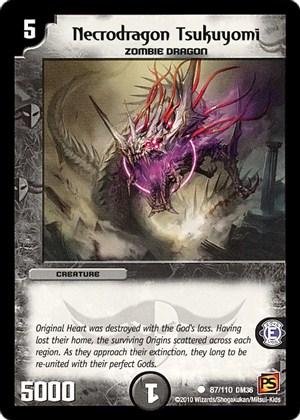 5
Necrodragon Tsukuyomi
ZOMBIE DRAGON
CREATURE
Original Heart was destroyed with the God's loss. Having
lost their home, the surviving Origins scattered across each
region. As they approach their extinction, they long to be
re-united with their perfect Gods.
E
5000
1
87/110 DM36
PS
©2010 Wizards/Shogakukan/Mitsui-Kids